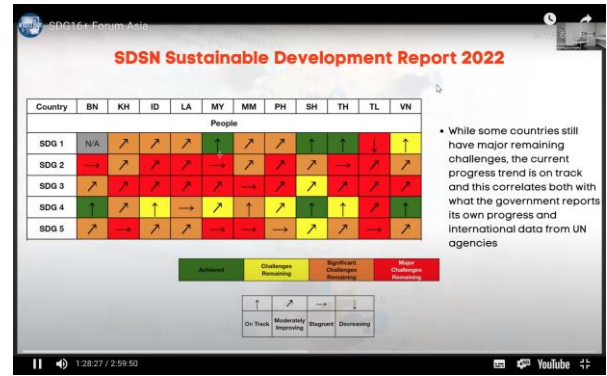 SDG16+ Forum Asia
SDSN Sustainable Development Report 2022
Country BN KH ID LA MY MM PH SH TH TL VN
People
SDG 1 N/A ↗ ↗ ↗ ↑ ↗ ↗ ↑ ↑ ↓ ↑
SDG 2 → ↗ ↗ ↗ → ↗ ↗ ↗ → ↗ ↗
SDG 3 ↗ ↗ ↗ ↗ ↗ → ↗ ↗ ↗ ↗ ↗
SDG 4 ↑ ↗ ↑ → ↗ ↑ ↗ ↑ ↑ ↗ ↑
SDG 5 ↗ → ↗ ↗ → → → ↗ ↗ → ↗
• While some countries still
have major remaining
challenges, the current
progress trend is on track
and this correlates both with
what the government reports
its own progress and
international data from UN
agencies
Achieved
Challenges
Remaining
Significant
Challenges
Remaining
Major
Challenges
Remaining
↑ ↗ → ↓
On Track
Moderately
Improving
Stagnant
Decreasing
1:28:27 / 2:59:50
YouTube